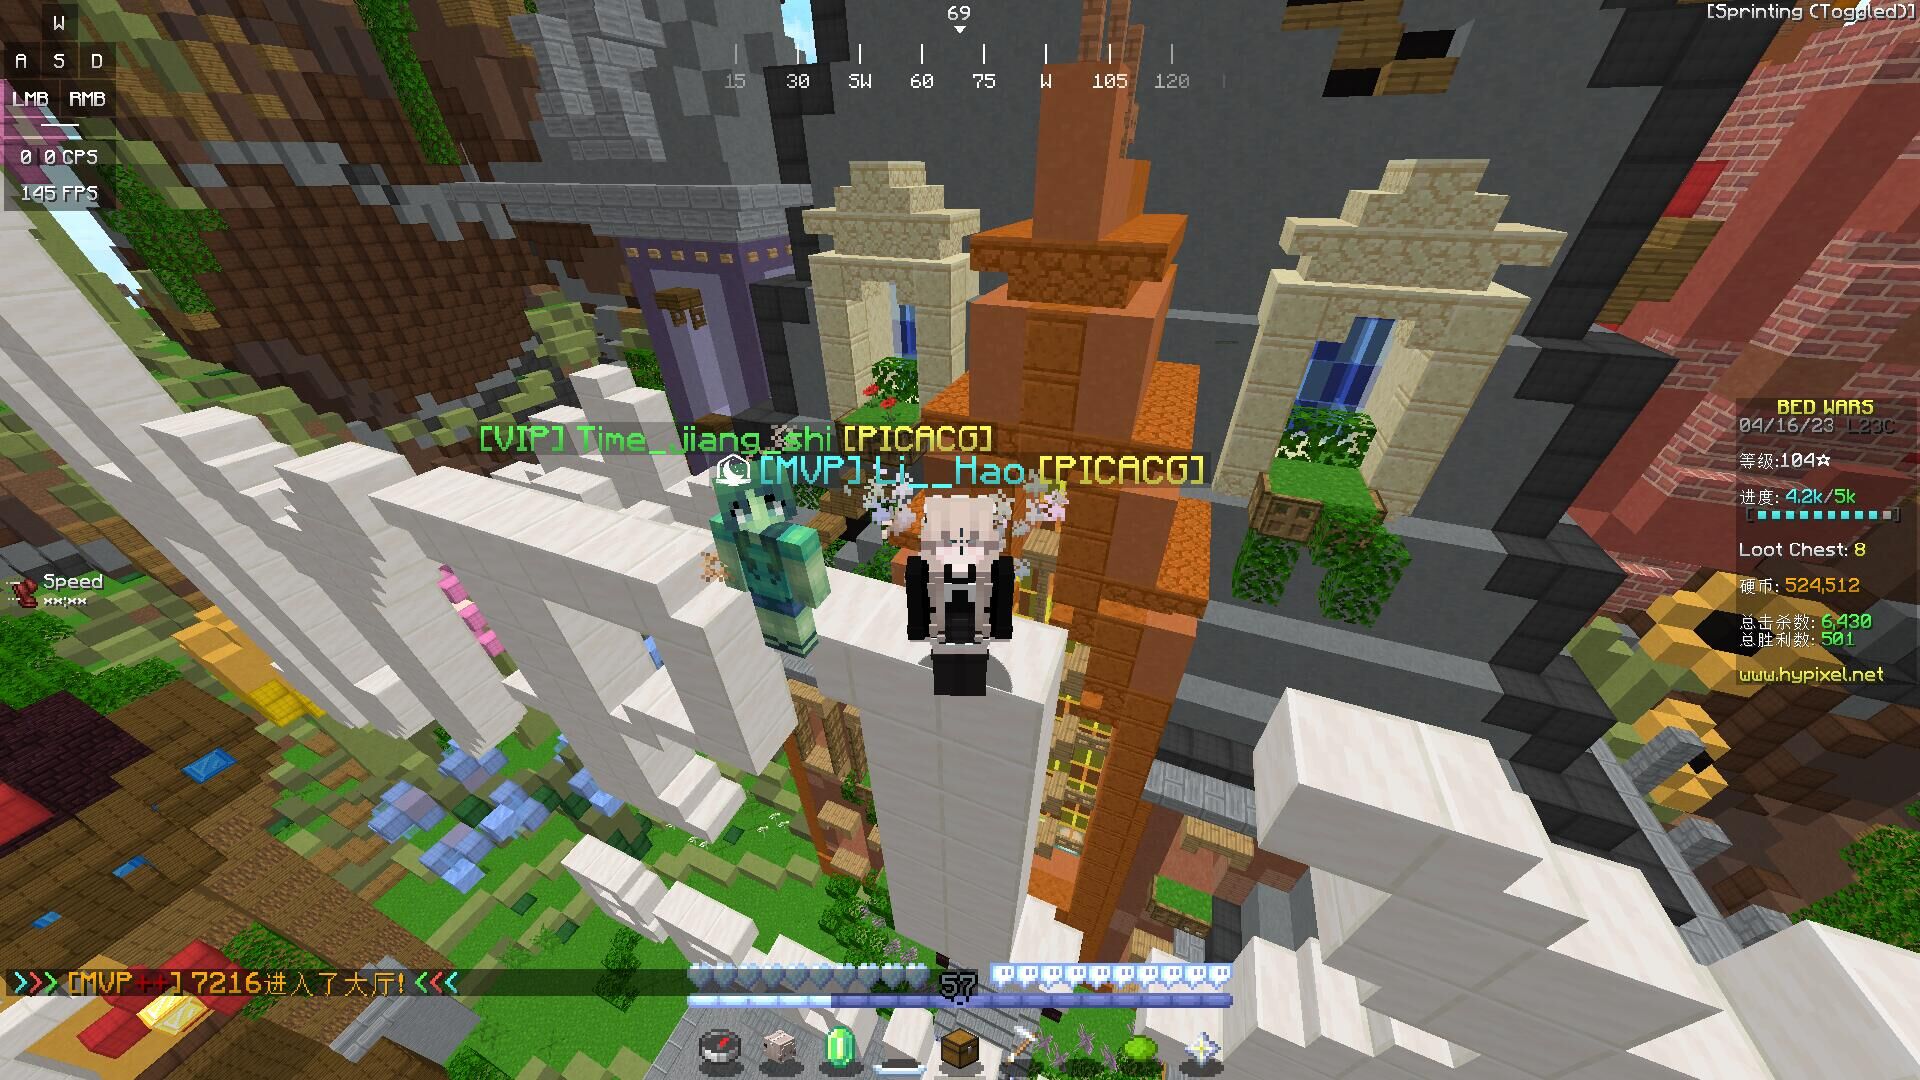 69
[Sprinting (Toggled)]
W
A S D
LMB RMB
0 0 CPS
145 FPS
15 30 SW 60 75 W 105 120
[VIP] Time_jiang_shi [PICACG]
[MVP] Li__Hao [PICACG]
Speed
**:**
BED WARS
04/16/23 L23C
等级:104☆
进度: 4.2k/5k
Loot Chest: 8
硬币: 524,512
总击杀数: 6,430
总胜利数: 501
www.hypixel.net
>>> [MVP++] 7216进入了大厅! <<<
57